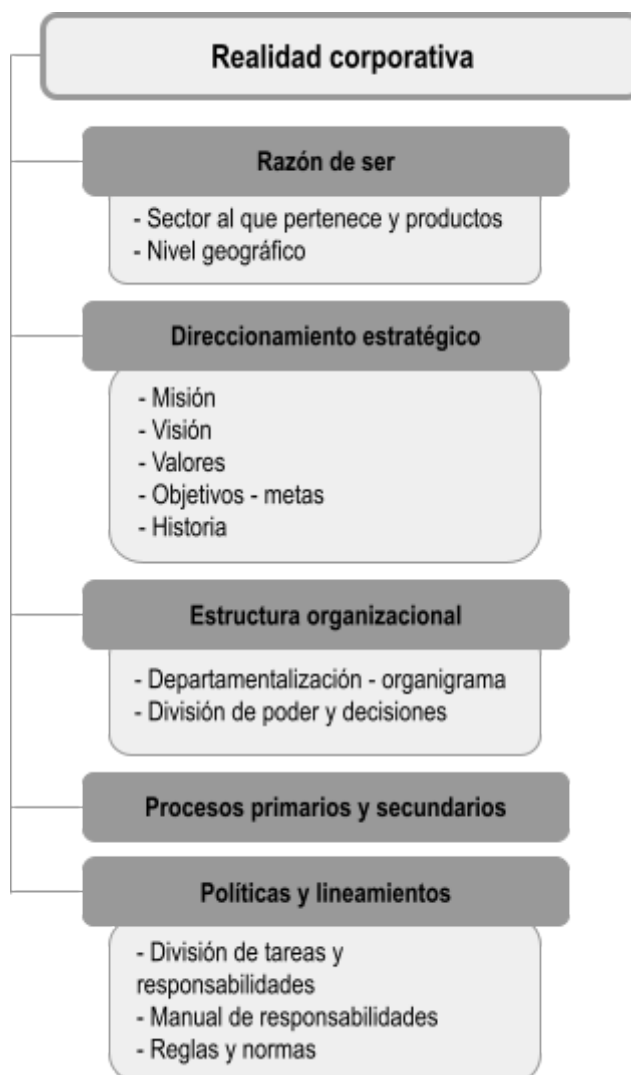 Realidad corporativa
Razón de ser
- Sector al que pertenece y productos
- Nivel geográfico
Direccionamiento estratégico
- Misión
- Visión
- Valores
- Objetivos - metas
- Historia
Estructura organizacional
- Departamentalización - organigrama
- División de poder y decisiones
Procesos primarios y secundarios
Políticas y lineamientos
- División de tareas y
responsabilidades
- Manual de responsabilidades
- Reglas y normas